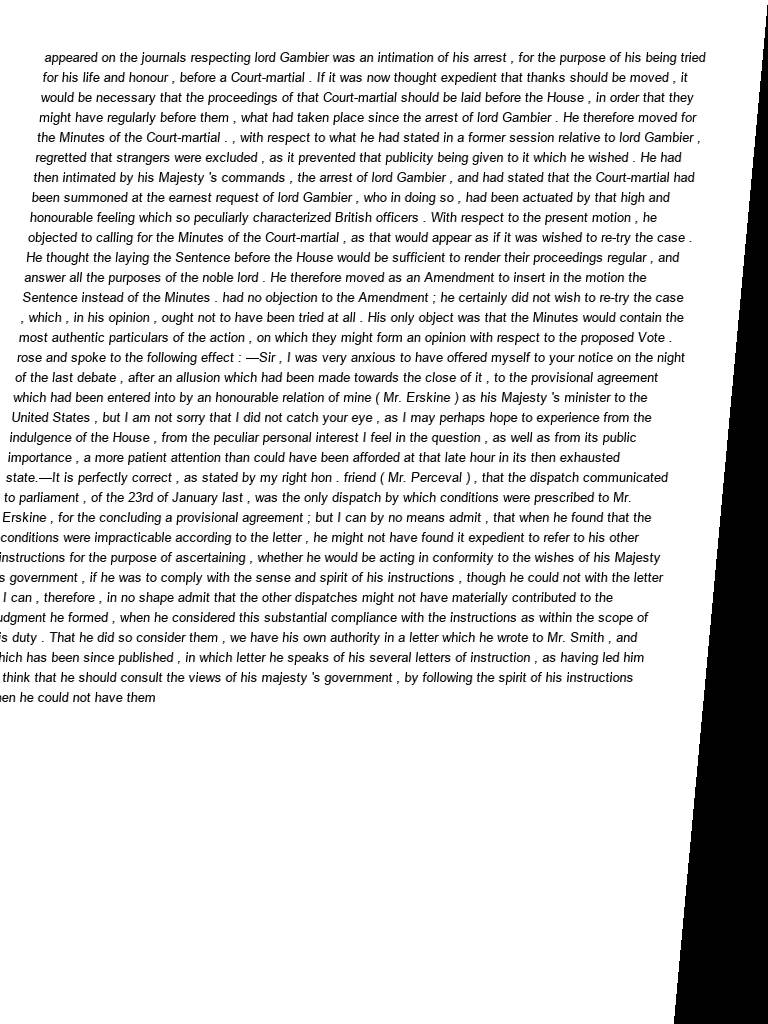 appeared on the journals respecting lord Gambier was an intimation of his arrest , for the purpose of his being tried
for his life and honour , before a Court-martial . If it was now thought expedient that thanks should be moved , it
would be necessary that the proceedings of that Court-martial should be laid before the House , in order that they
might have regularly before them , what had taken place since the arrest of lord Gambier . He therefore moved for
the Minutes of the Court-martial . , with respect to what he had stated in a former session relative to lord Gambier ,
regretted that strangers were excluded , as it prevented that publicity being given to it which he wished . He had
then intimated by his Majesty 's commands , the arrest of lord Gambier , and had stated that the Court-martial had
been summoned at the earnest request of lord Gambier , who in doing so , had been actuated by that high and
honourable feeling which so peculiarly characterized British officers . With respect to the present motion , he
objected to calling for the Minutes of the Court-martial , as that would appear as if it was wished to re-try the case .
He thought the laying the Sentence before the House would be sufficient to render their proceedings regular , and
answer all the purposes of the noble lord . He therefore moved as an Amendment to insert in the motion the
Sentence instead of the Minutes . had no objection to the Amendment ; he certainly did not wish to re-try the case
, which , in his opinion , ought not to have been tried at all . His only object was that the Minutes would contain the
most authentic particulars of the action , on which they might form an opinion with respect to the proposed Vote .
rose and spoke to the following effect : —Sir , I was very anxious to have offered myself to your notice on the night
of the last debate , after an allusion which had been made towards the close of it , to the provisional agreement
which had been entered into by an honourable relation of mine ( Mr. Erskine ) as his Majesty 's minister to the
United States , but I am not sorry that I did not catch your eye , as I may perhaps hope to experience from the
indulgence of the House , from the peculiar personal interest I feel in the question , as well as from its public
importance , a more patient attention than could have been afforded at that late hour in its then exhausted
state.—It is perfectly correct , as stated by my right hon . friend ( Mr. Perceval ) , that the dispatch communicated
to parliament , of the 23rd of January last , was the only dispatch by which conditions were prescribed to Mr.
Erskine , for the concluding a provisional agreement ; but I can by no means admit , that when he found that the
conditions were impracticable according to the letter , he might not have found it expedient to refer to his other
instructions for the purpose of ascertaining , whether he would be acting in conformity to the wishes of his Majesty
s government , if he was to comply with the sense and spirit of his instructions , though he could not with the letter
I can , therefore , in no shape admit that the other dispatches might not have materially contributed to the
udgment he formed , when he considered this substantial compliance with the instructions as within the scope of
is duty . That he did so consider them , we have his own authority in a letter which he wrote to Mr. Smith , and
hich has been since published , in which letter he speaks of his several letters of instruction , as having led him
think that he should consult the views of his majesty 's government , by following the spirit of his instructions
en he could not have them